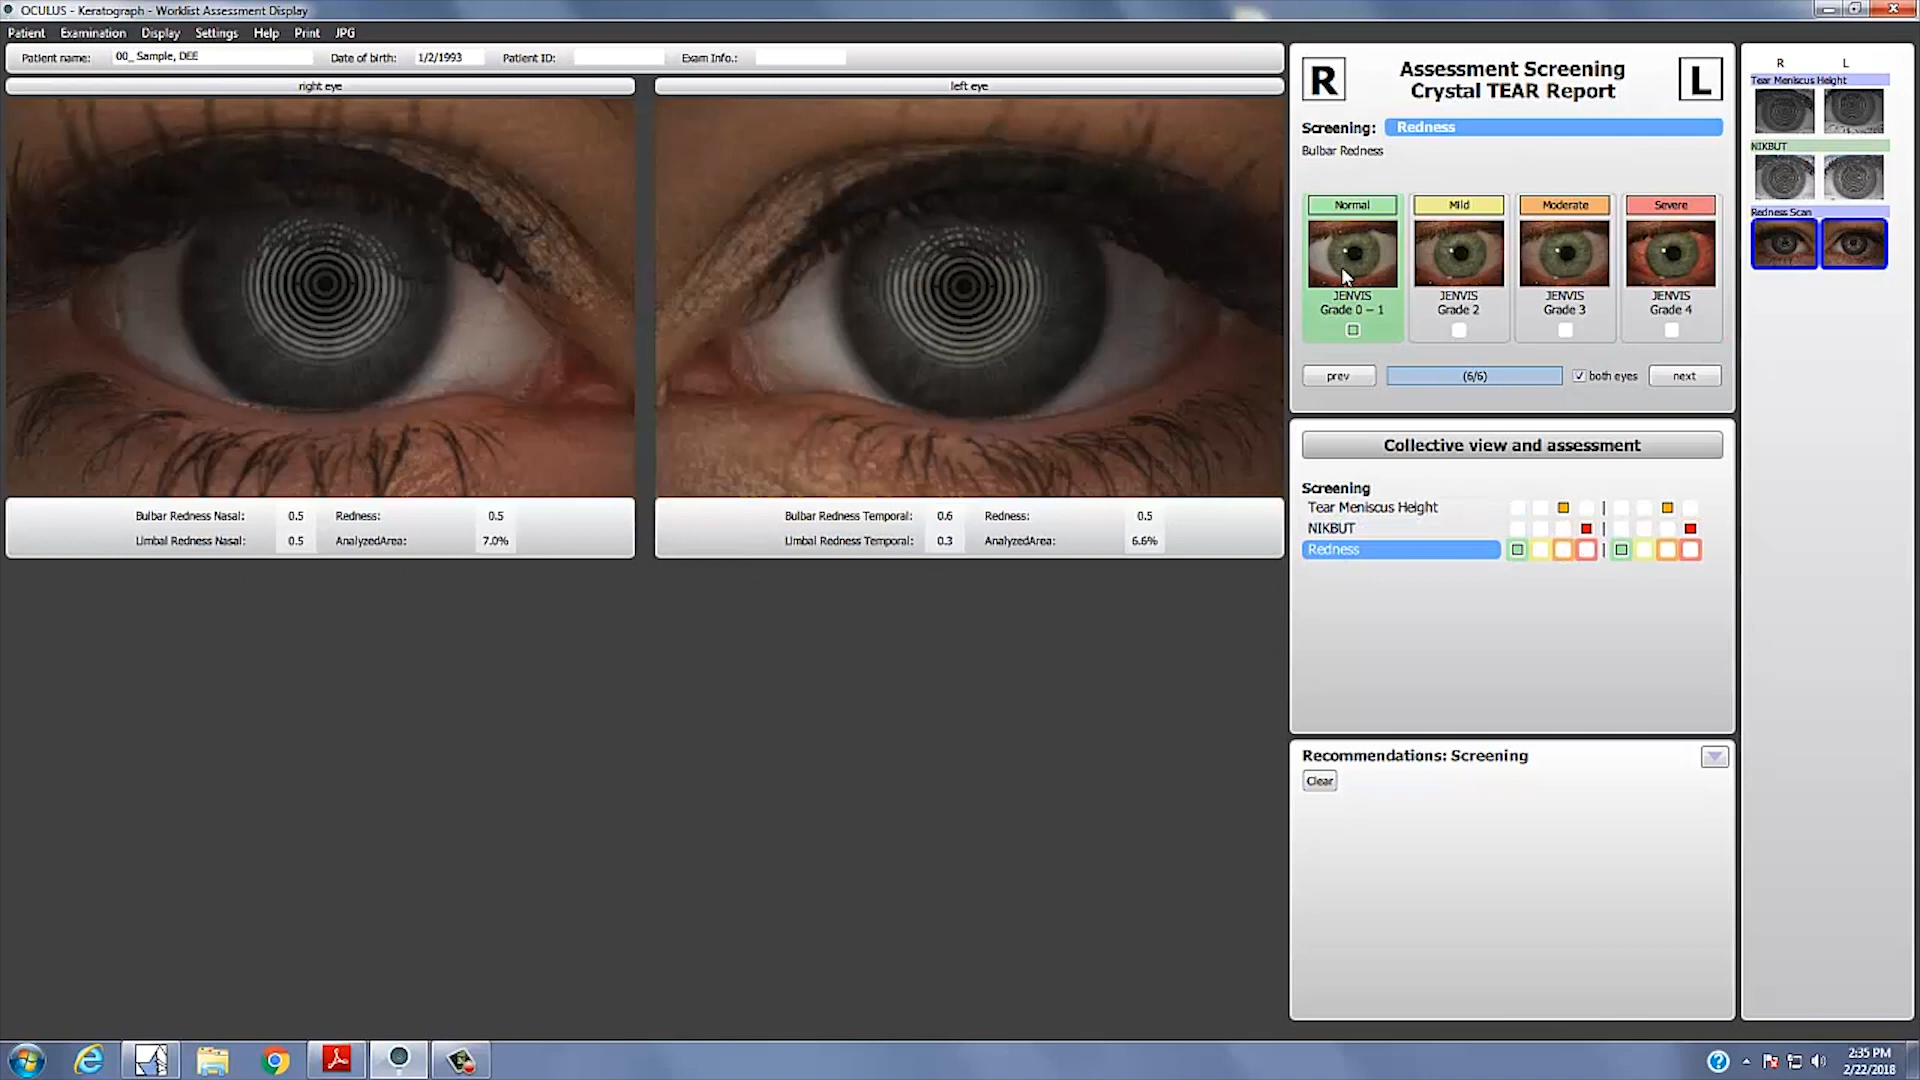 OCULUS - Keratograph - Worklist Assessment Display
Patient Examination Display Settings Help Print JPG
Patient name: 00_ Sample, DEE Date of birth: 1/2/1993 Patient ID: Exam Info.:
right eye
left eye
Bulbar Redness Nasal: 0.5 Redness: 0.5
Limbal Redness Nasal: 0.5 AnalyzedArea: 7.0%
Bulbar Redness Temporal: 0.6 Redness: 0.5
Limbal Redness Temporal: 0.3 AnalyzedArea: 6.6%
R
Assessment Screening
Crystal TEAR Report
L
Screening: Redness
Bulbar Redness
Normal Mild Moderate Severe
JENVIS JENVIS JENVIS JENVIS
Grade 0 – 1 Grade 2 Grade 3 Grade 4
prev (6/6) both eyes next
Collective view and assessment
Screening
Tear Meniscus Height
NIKBUT
Redness
Recommendations: Screening
Clear
R L
Tear Meniscus Height
NIKBUT
Redness Scan
2:35 PM
2/22/2018